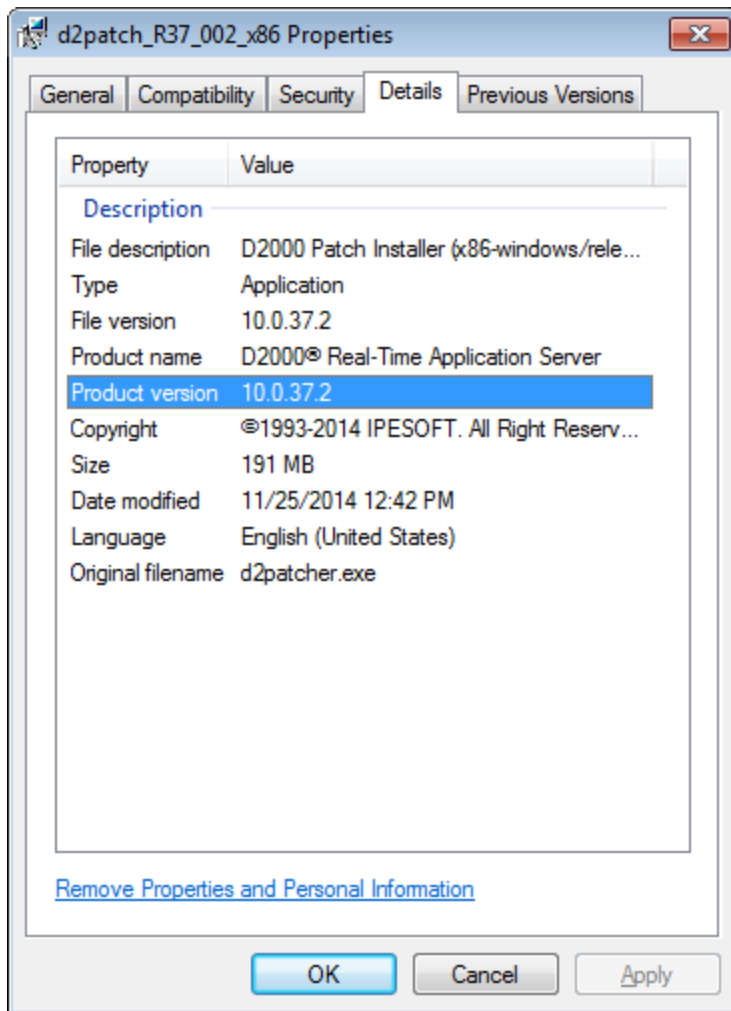 d2patch_R37_002_x86 Properties
General Compatibility Security Details Previous Versions
Property Value
Description
File description D2000 Patch Installer (x86-windows/rele...
Type Application
File version 10.0.37.2
Product name D2000® Real-Time Application Server
Product version 10.0.37.2
Copyright ©1993-2014 IPESOFT. All Right Reserv...
Size 191 MB
Date modified 11/25/2014 12:42 PM
Language English (United States)
Original filename d2patcher.exe
Remove Properties and Personal Information
OK Cancel Apply